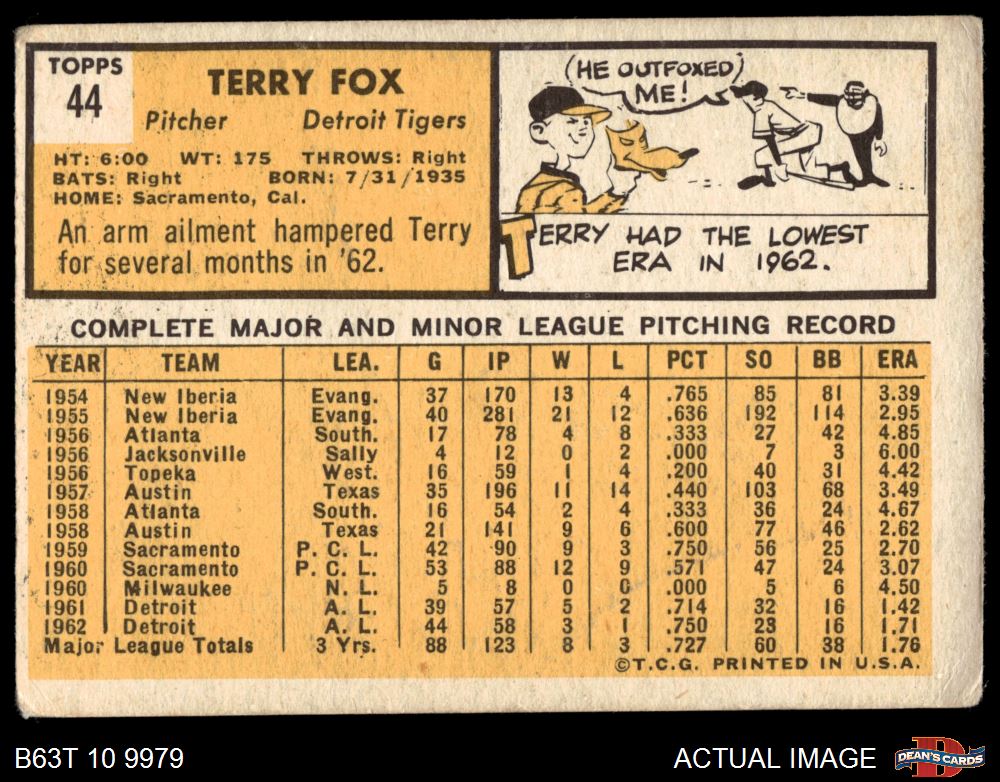 TOPPS
44
TERRY FOX
Pitcher Detroit Tigers
HT: 6:00 WT: 175 THROWS: Right
BATS: Right BORN: 7/31/1935
HOME: Sacramento, Cal.
An arm ailment hampered Terry
for several months in '62.
(HE OUTFOXED)
ME!
TERRY HAD THE LOWEST
ERA IN 1962.
COMPLETE MAJOR AND MINOR LEAGUE PITCHING RECORD
YEAR TEAM LEA. G IP W L PCT SO BB ERA
1954 New Iberia Evang. 37 170 13 4 .765 85 81 3.39
1955 New Iberia Evang. 40 281 21 12 .636 192 114 2.95
1956 Atlanta South. 17 78 4 8 .333 27 42 4.85
1956 Jacksonville Sally 4 12 0 2 .000 7 3 6.00
1956 Topeka West. 16 59 1 4 .200 40 31 4.42
1957 Austin Texas 35 196 11 14 .440 103 68 3.49
1958 Atlanta South. 16 54 2 4 .333 36 24 4.67
1958 Austin Texas 21 141 9 6 .600 77 46 2.62
1959 Sacramento P. C. L. 42 90 9 3 .750 56 25 2.70
1960 Sacramento P. C. L. 53 88 12 9 .571 47 24 3.07
1960 Milwaukee N. L. 5 8 0 0 .000 5 6 4.50
1961 Detroit A. L. 39 57 5 2 .714 32 16 1.42
1962 Detroit A. L. 44 58 3 1 .750 23 16 1.71
Major League Totals 3 Yrs. 88 123 8 3 .727 60 38 1.76
©T.C.G. PRINTED IN U.S.A.
B63T 10 9979 ACTUAL IMAGE D DEAN'S CARDS